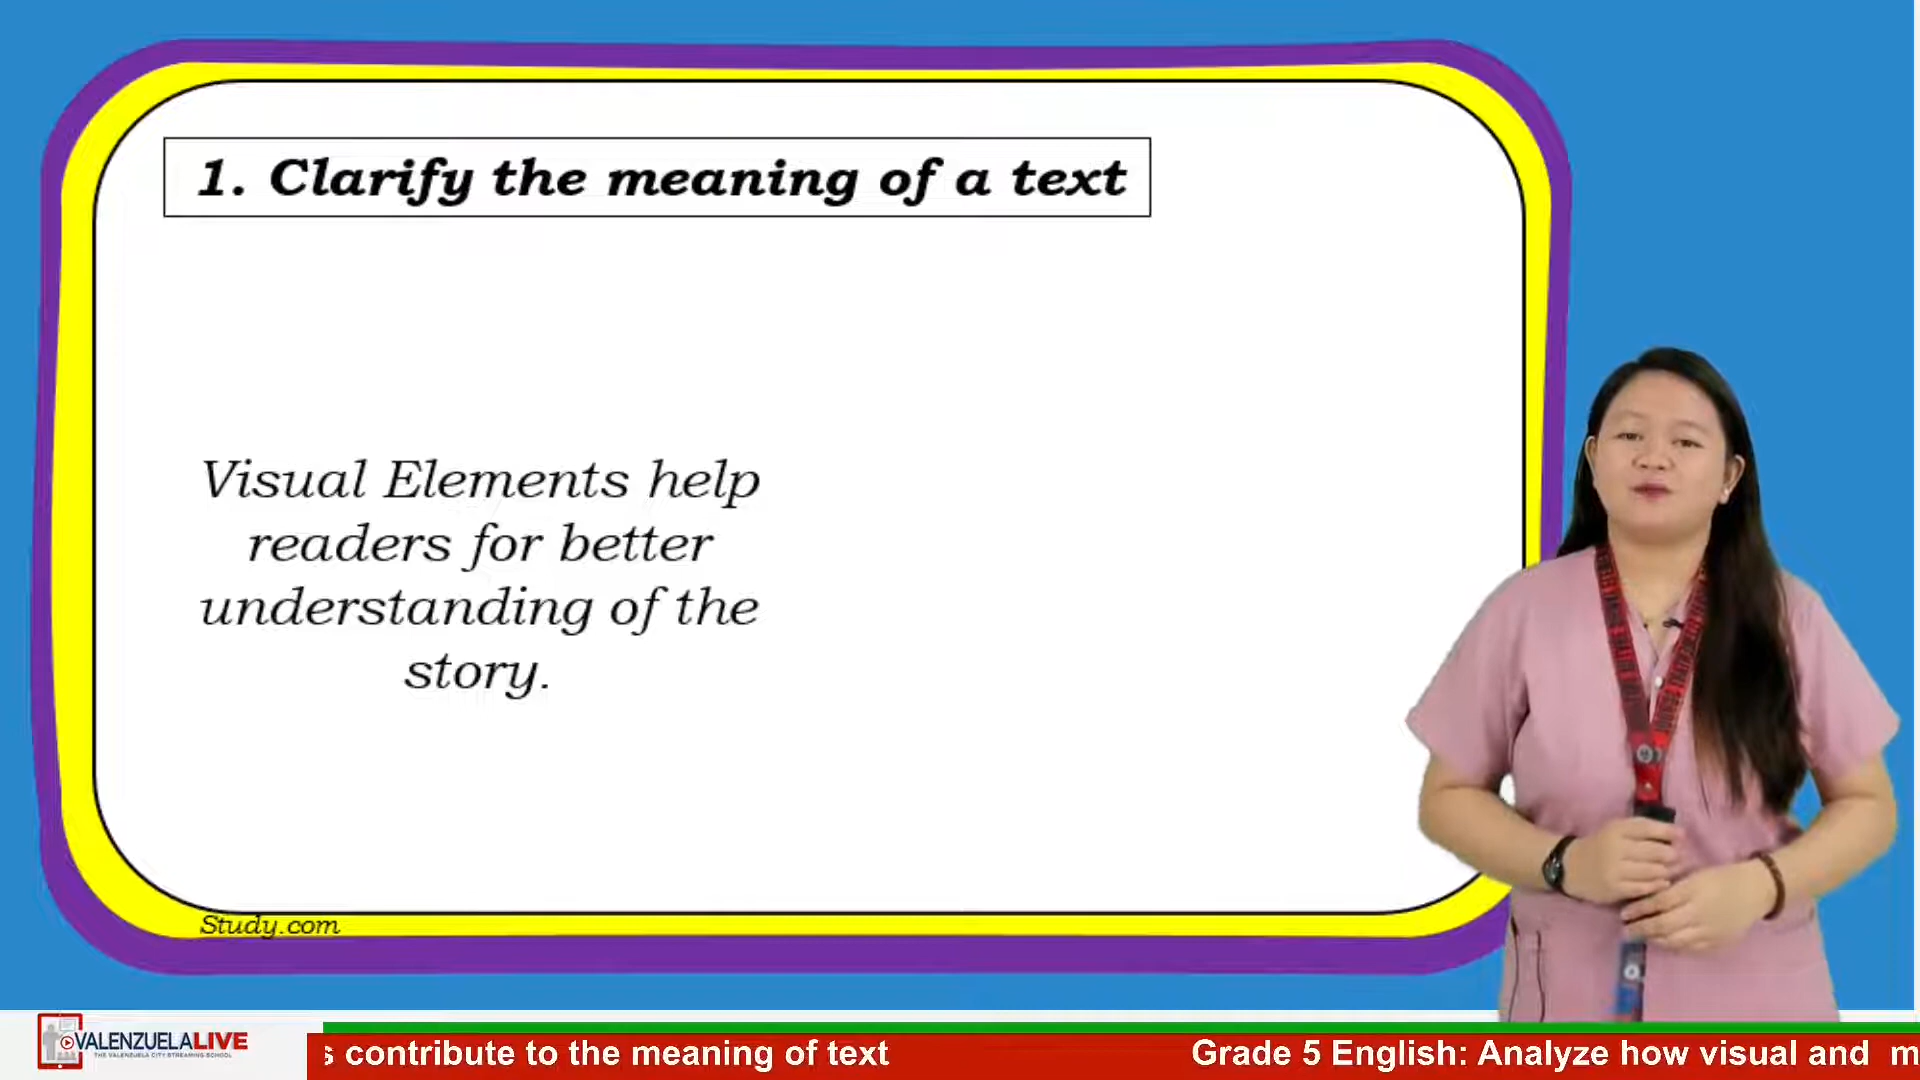 1. Clarify the meaning of a text
Visual Elements help
readers for better
understanding of the
story.
Study.com
VALENZUELALIVE
THE VALENZUELA CITY STREAMING SCHOOL
s contribute to the meaning of text Grade 5 English: Analyze how visual and m